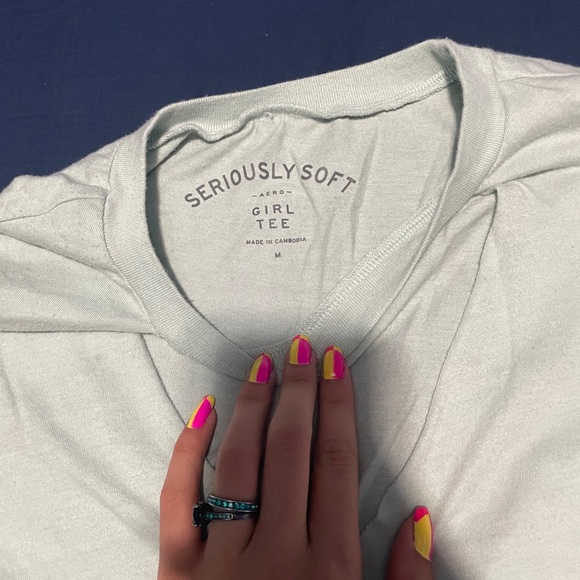 SERIOUSLY SOFT
– AERO –
GIRL
TEE
MADE IN CAMBODIA
M